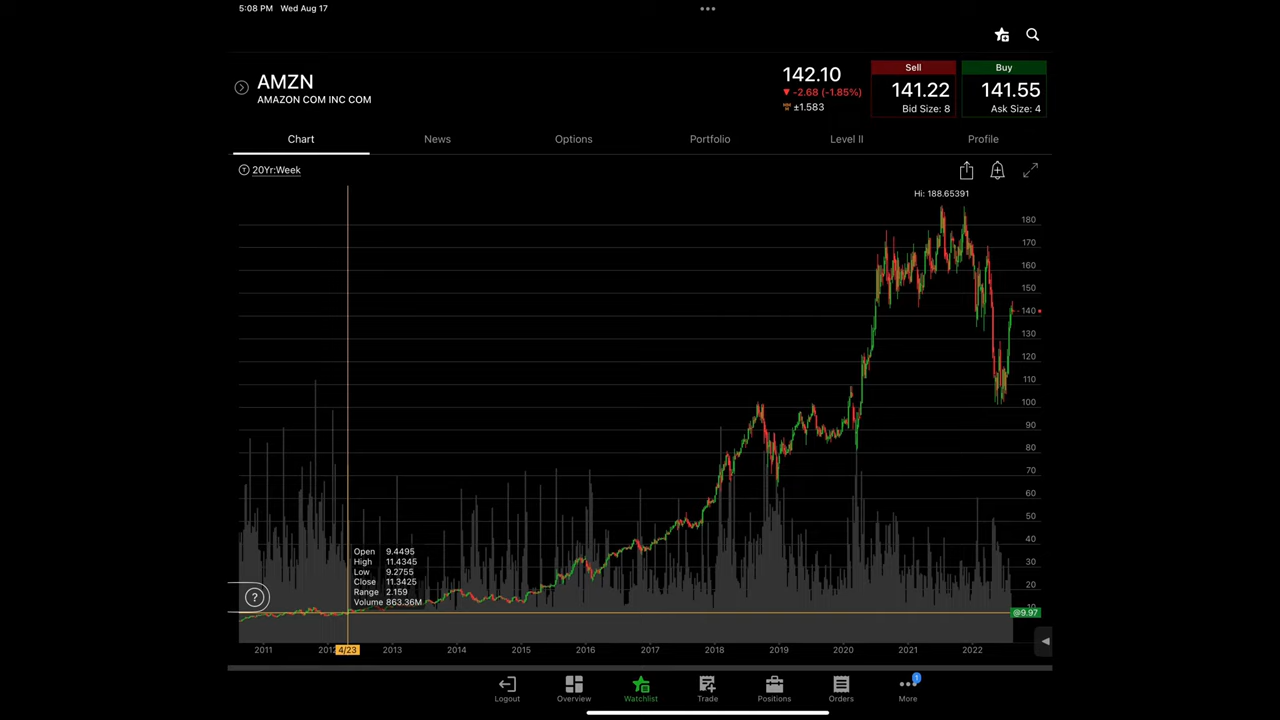 5:08 PM Wed Aug 17
AMZN
AMAZON COM INC COM
142.10
-2.68 (-1.85%)
±1.583
Sell
141.22
Bid Size: 8
Buy
141.55
Ask Size: 4
Chart News Options Portfolio Level II Profile
T 20Yr:Week
Hi: 188.65391
180
170
160
150
140
130
120
110
100
90
80
70
60
50
40
30
20
10
@9.97
Open 9.4495
High 11.4345
Low 9.2755
Close 11.3425
Range 2.159
Volume 863.36M
?
2011 2012 4/23 2013 2014 2015 2016 2017 2018 2019 2020 2021 2022
1
Logout Overview Watchlist Trade Positions Orders More